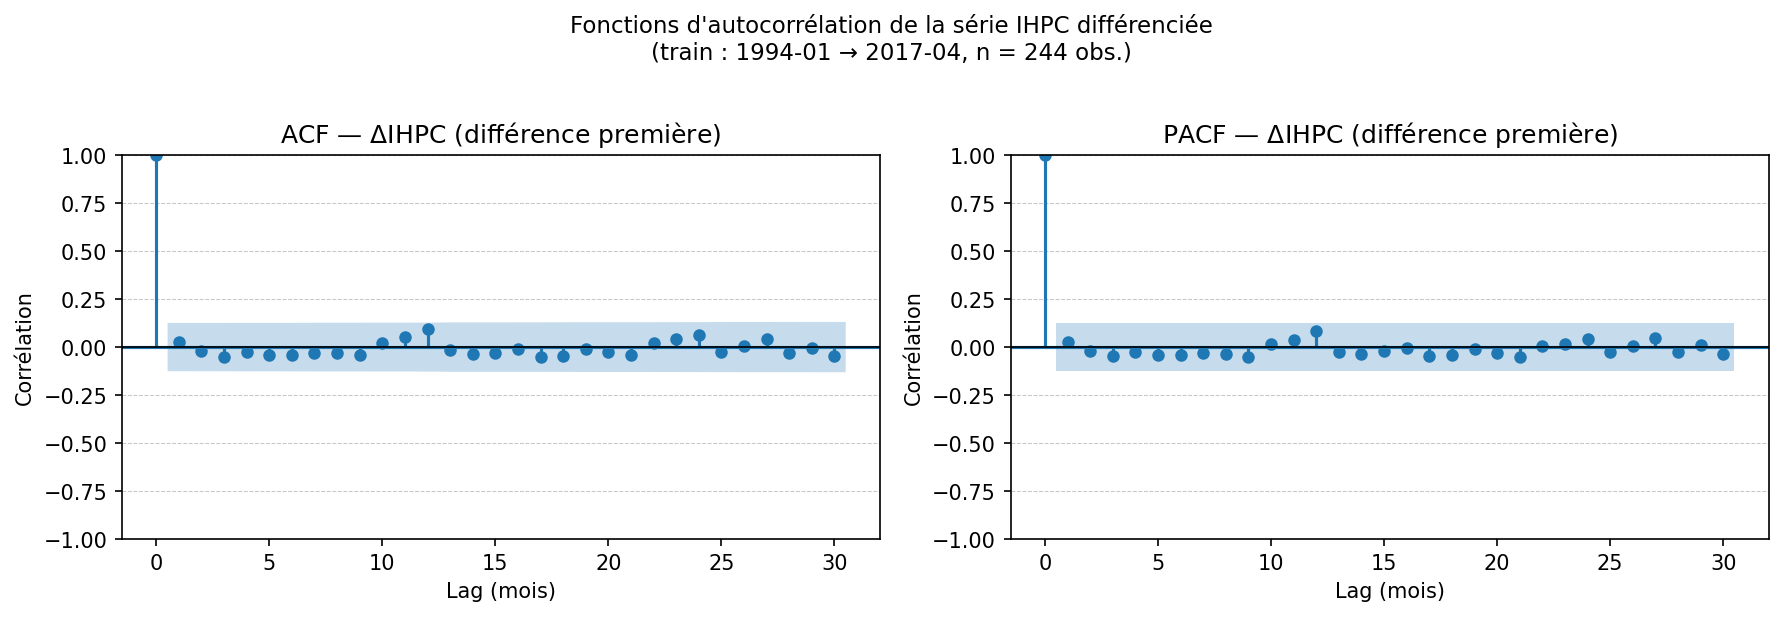 Fonctions d'autocorrélation de la série IHPC différenciée
(train : 1994-01 → 2017-04, n = 244 obs.)
ACF — ΔIHPC (différence première)
1.00
0.75
0.50
0.25
0.00
−0.25
−0.50
−0.75
−1.00
Corrélation
0 5 10 15 20 25 30
Lag (mois)
PACF — ΔIHPC (différence première)
1.00
0.75
0.50
0.25
0.00
−0.25
−0.50
−0.75
−1.00
Corrélation
0 5 10 15 20 25 30
Lag (mois)